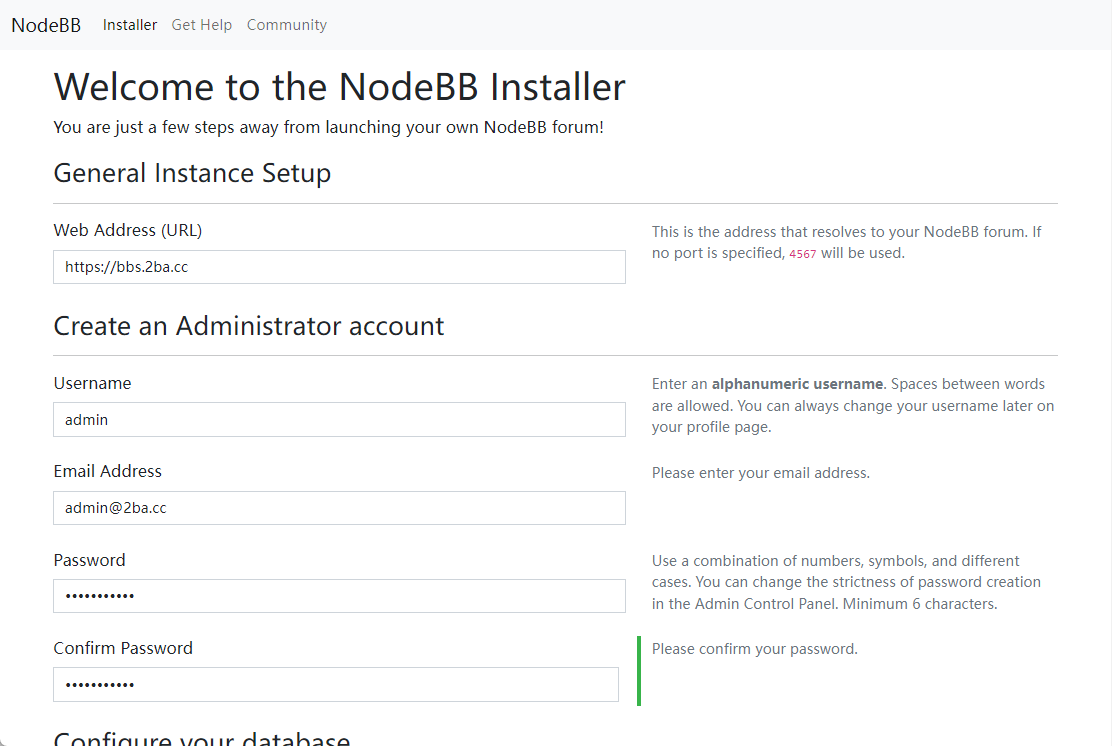 NodeBB Installer Get Help Community
Welcome to the NodeBB Installer
You are just a few steps away from launching your own NodeBB forum!
General Instance Setup
Web Address (URL)
https://bbs.2ba.cc
This is the address that resolves to your NodeBB forum. If
no port is specified, 4567 will be used.
Create an Administrator account
Username
admin
Enter an alphanumeric username. Spaces between words
are allowed. You can always change your username later on
your profile page.
Email Address
admin@2ba.cc
Please enter your email address.
Password
•••••••••••
Use a combination of numbers, symbols, and different
cases. You can change the strictness of password creation
in the Admin Control Panel. Minimum 6 characters.
Confirm Password
•••••••••••
Please confirm your password.
Configure your database